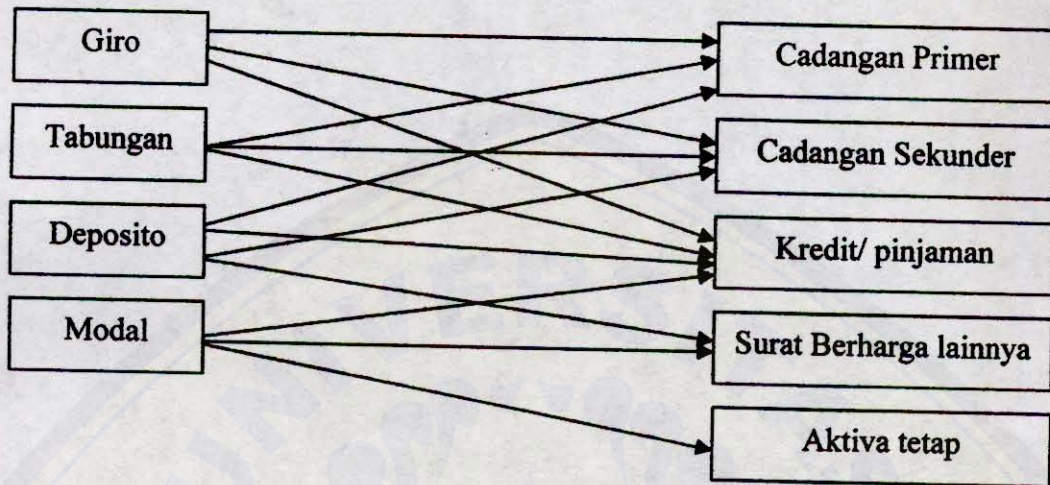 Giro
Tabungan
Deposito
Modal
Cadangan Primer
Cadangan Sekunder
Kredit/ pinjaman
Surat Berharga lainnya
Aktiva tetap